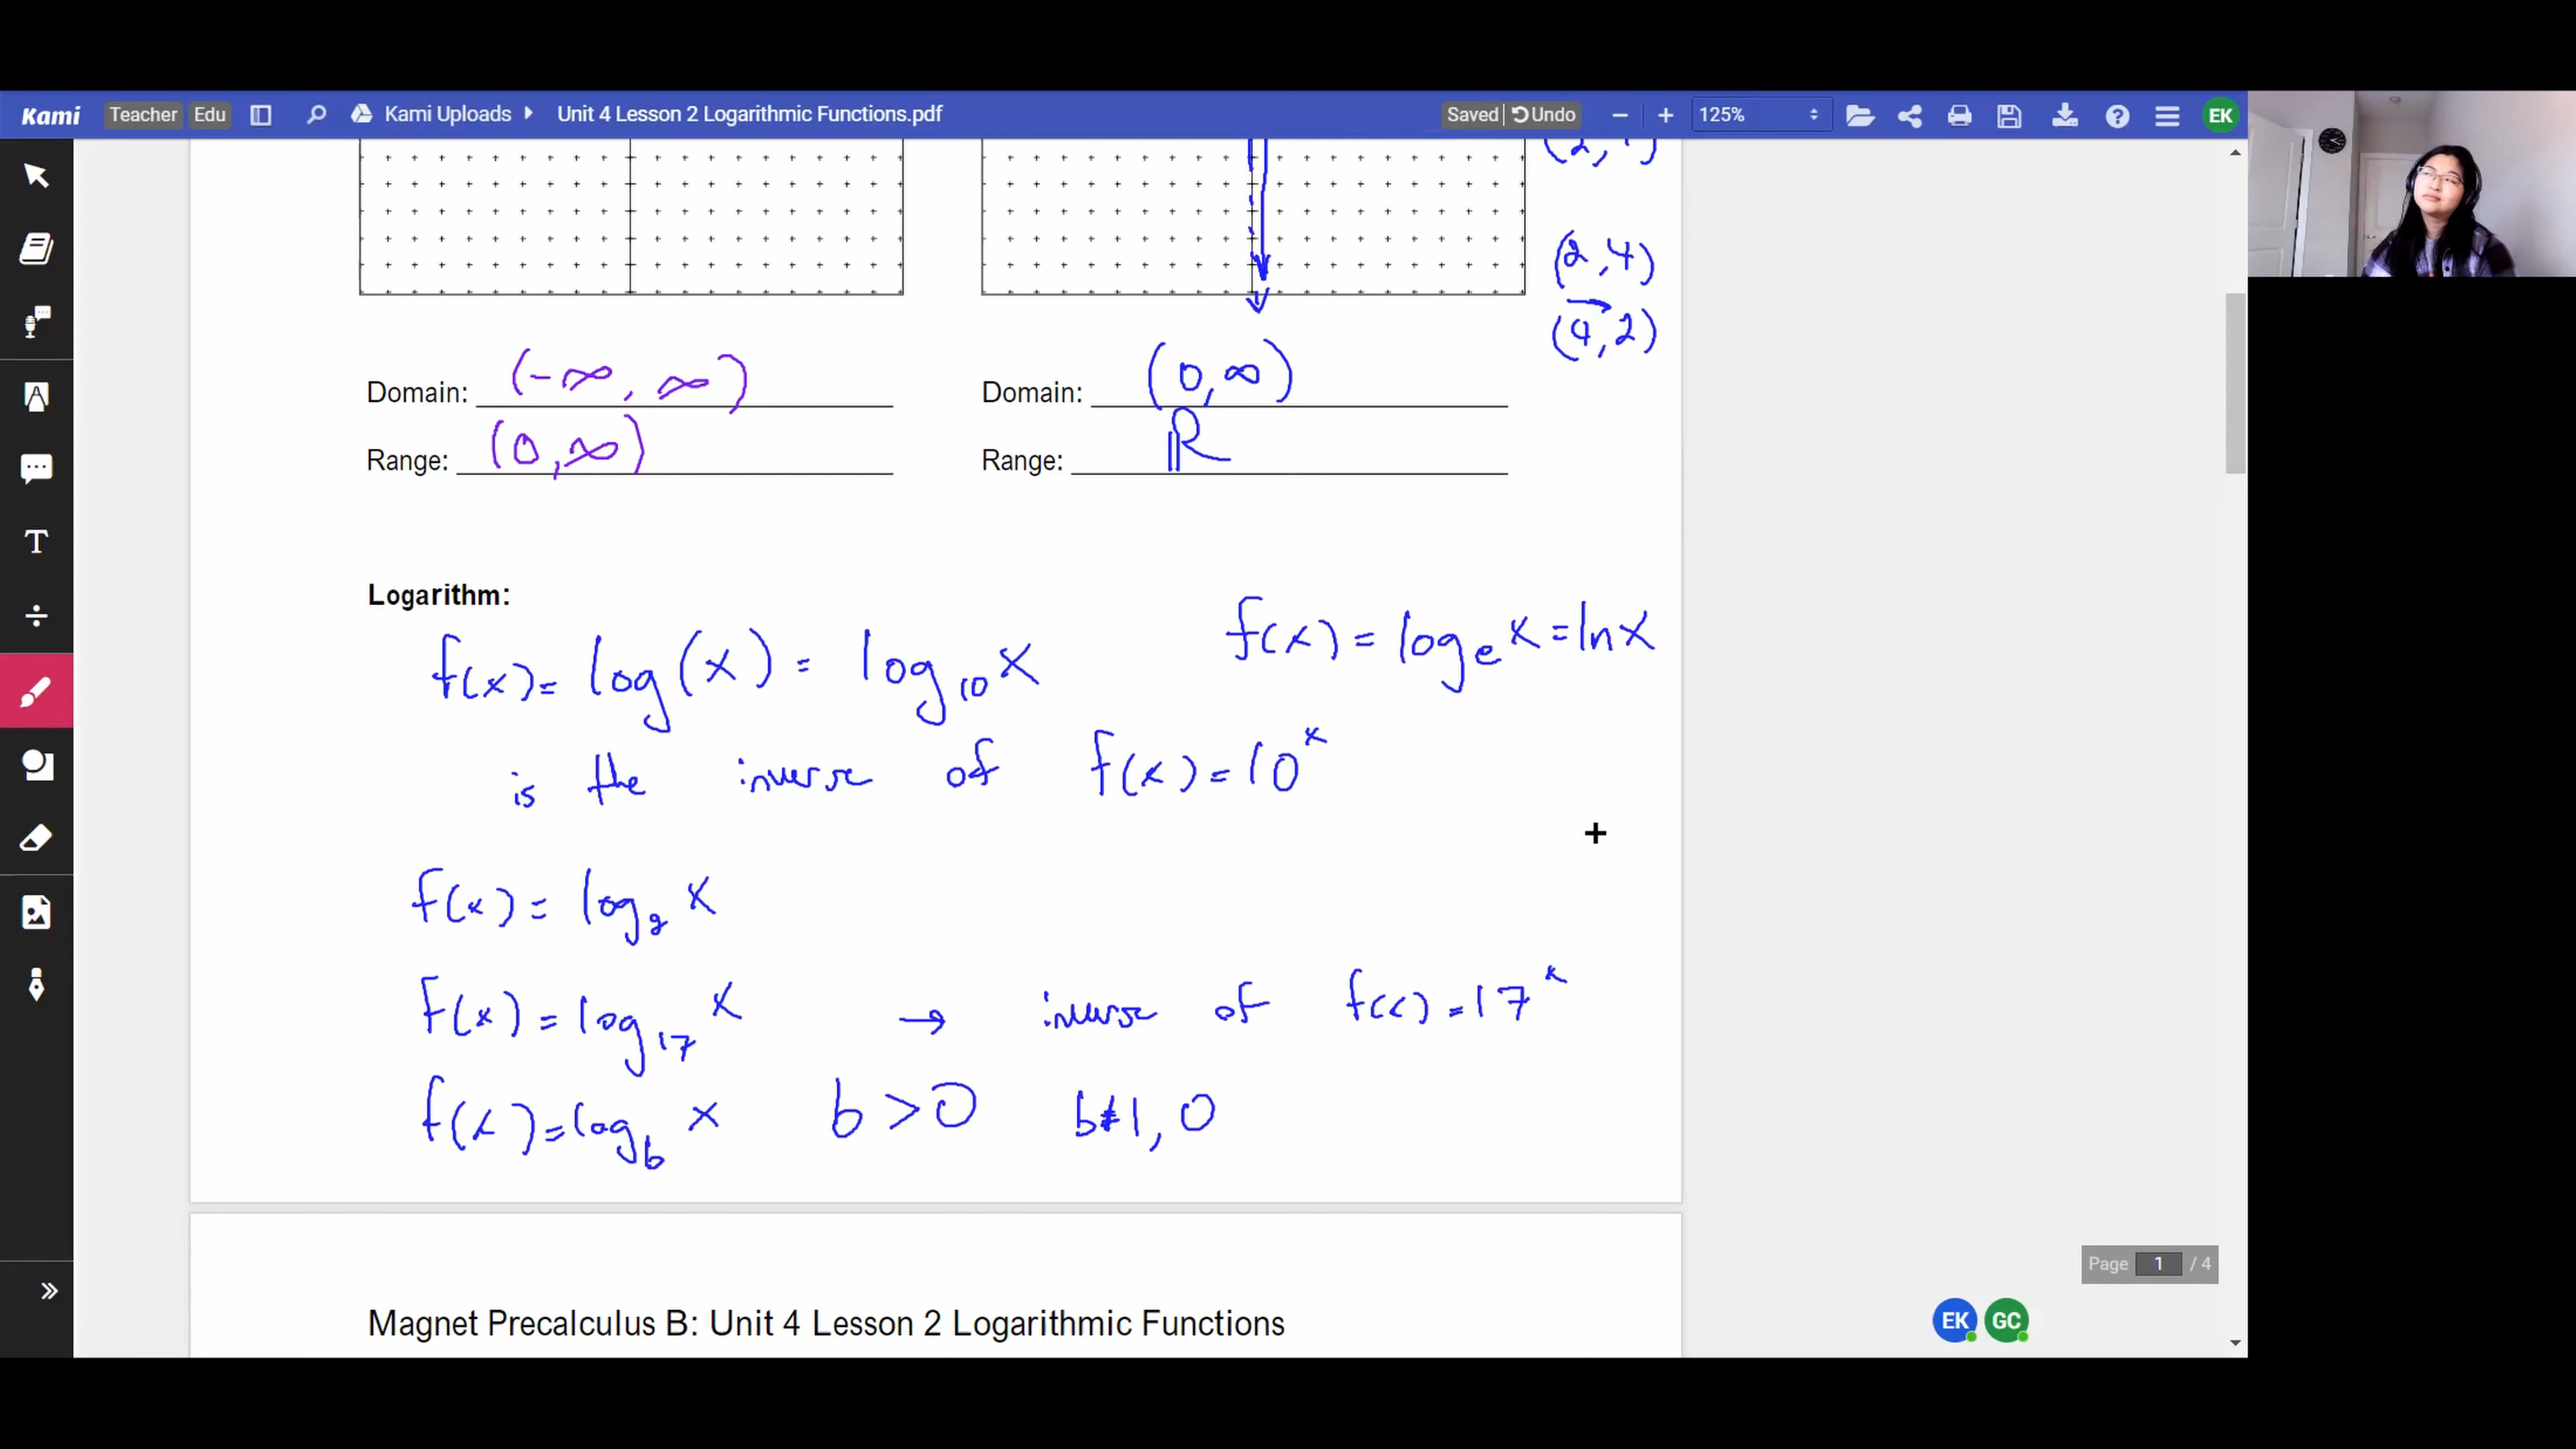 Kami Teacher Edu Kami Uploads Unit 4 Lesson 2 Logarithmic Functions.pdf Saved Undo 125% EK
(2, 4)
(4, 2)
Domain: (-∞, ∞) Domain: (0, ∞)
Range: (0, ∞) Range: ℝ
Logarithm:
f(x) = log(x) = log₁₀ x f(x) = logₑ x = ln x
is the inverse of f(x) = 10ˣ
f(x) = log₂ x
f(x) = log₁₇ x → inverse of f(x) = 17ˣ
f(x) = log_b x b > 0 b ≠ 1, 0
Page 1 / 4
Magnet Precalculus B: Unit 4 Lesson 2 Logarithmic Functions
EK GC